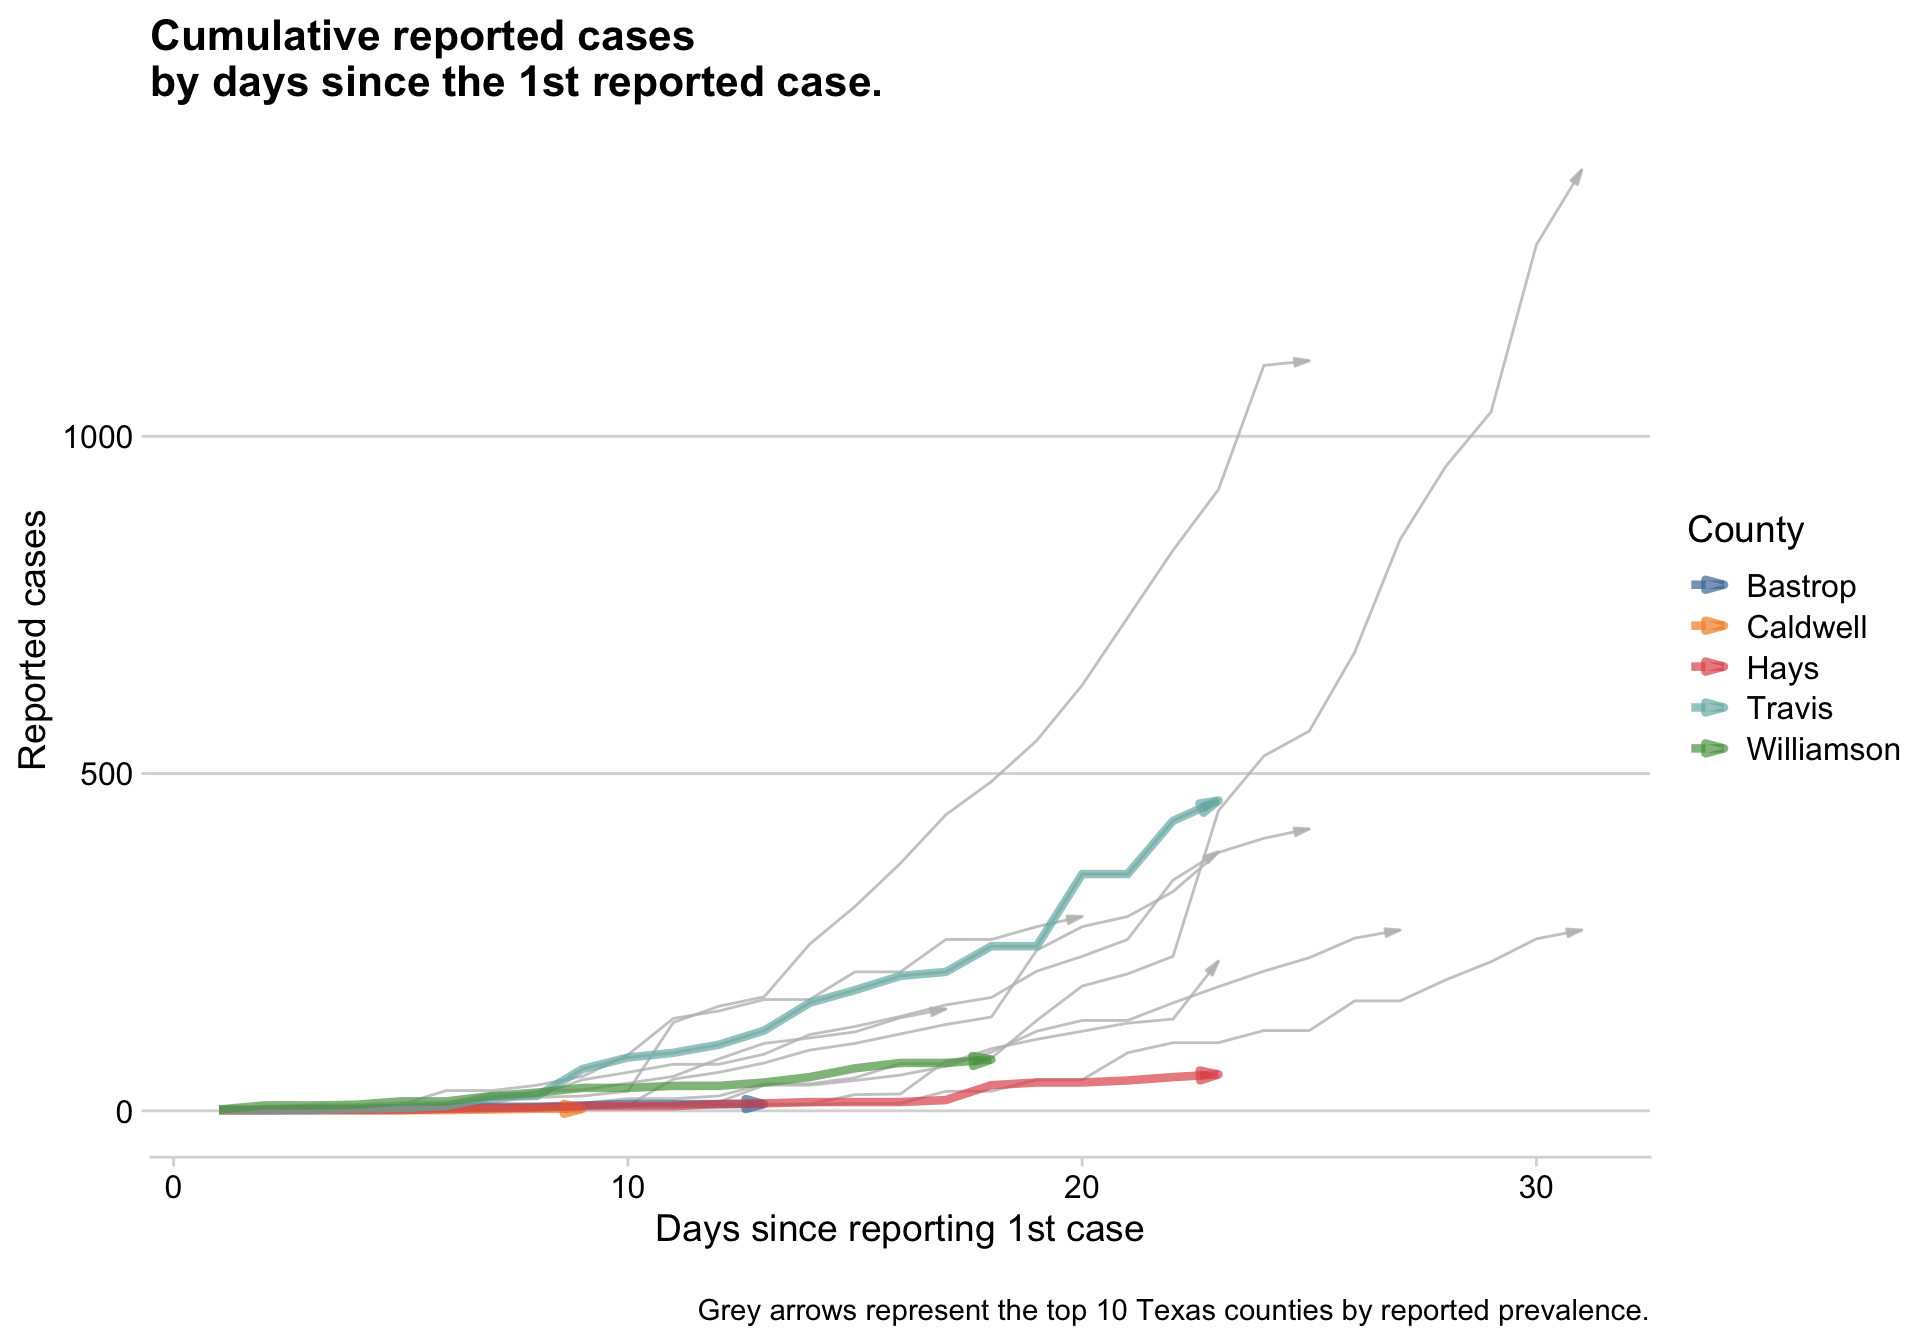 Cumulative reported cases
by days since the 1st reported case.
Reported cases
1000
500
0
0
10
20
30
Days since reporting 1st case
County
Bastrop
Caldwell
Hays
Travis
Williamson
Grey arrows represent the top 10 Texas counties by reported prevalence.